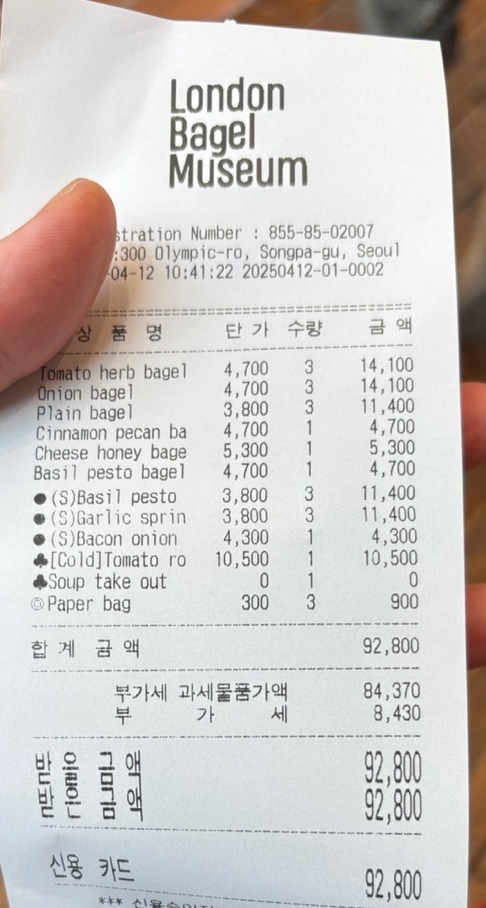 London
Bagel
Museum
stration Number : 855-85-02007
:300 Olympic-ro, Songpa-gu, Seoul
-04-12 10:41:22 20250412-01-0002
상 품 명 단 가 수량 금 액
Tomato herb bagel 4,700 3 14,100
Onion bagel 4,700 3 14,100
Plain bagel 3,800 3 11,400
Cinnamon pecan ba 4,700 1 4,700
Cheese honey bage 5,300 1 5,300
Basil pesto bagel 4,700 1 4,700
●(S)Basil pesto 3,800 3 11,400
●(S)Garlic sprin 3,800 3 11,400
●(S)Bacon onion 4,300 1 4,300
♣[Cold]Tomato ro 10,500 1 10,500
♣Soup take out 0 1 0
◎Paper bag 300 3 900
합 계 금 액 92,800
부가세 과세물품가액 84,370
부 가 세 8,430
받 을 금 액 92,800
받 은 금 액 92,800
신용 카드 92,800
***